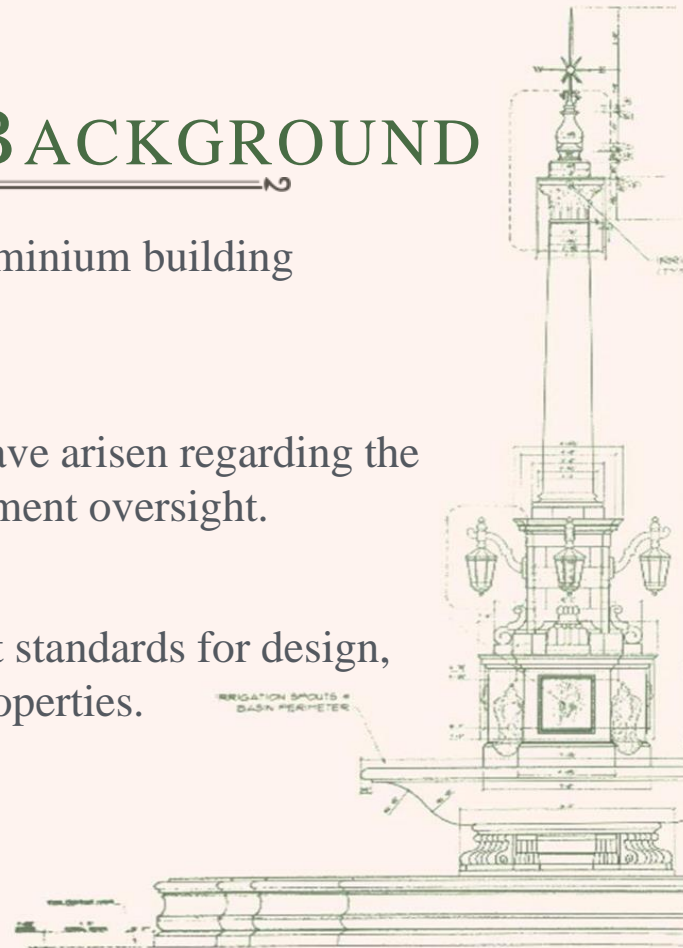 BACKGROUND
minium building
ave arisen regarding the
ment oversight.
t standards for design,
operties.
IRRIGATION SPOUTS @
BASIN PERIMETER